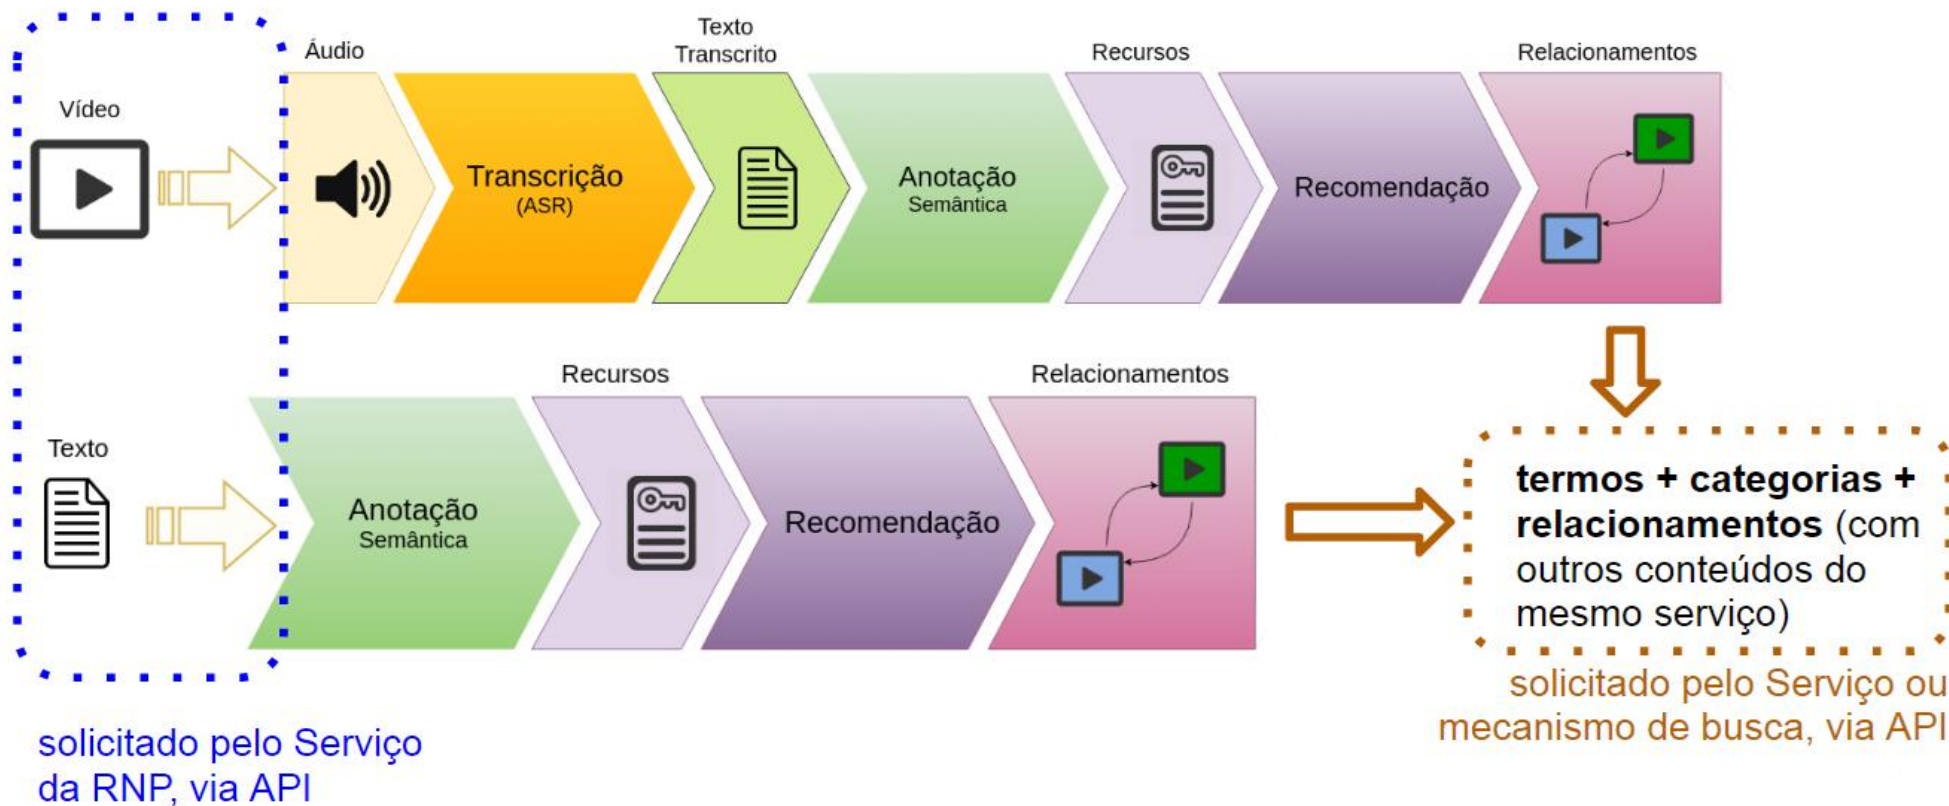 Vídeo
Áudio
Transcrição
(ASR)
Texto
Transcrito
Anotação
Semântica
Recursos
Recomendação
Relacionamentos
Texto
Anotação
Semântica
Recursos
Recomendação
Relacionamentos
termos + categorias +
relacionamentos (com
outros conteúdos do
mesmo serviço)
solicitado pelo Serviço ou
mecanismo de busca, via API
solicitado pelo Serviço
da RNP, via API